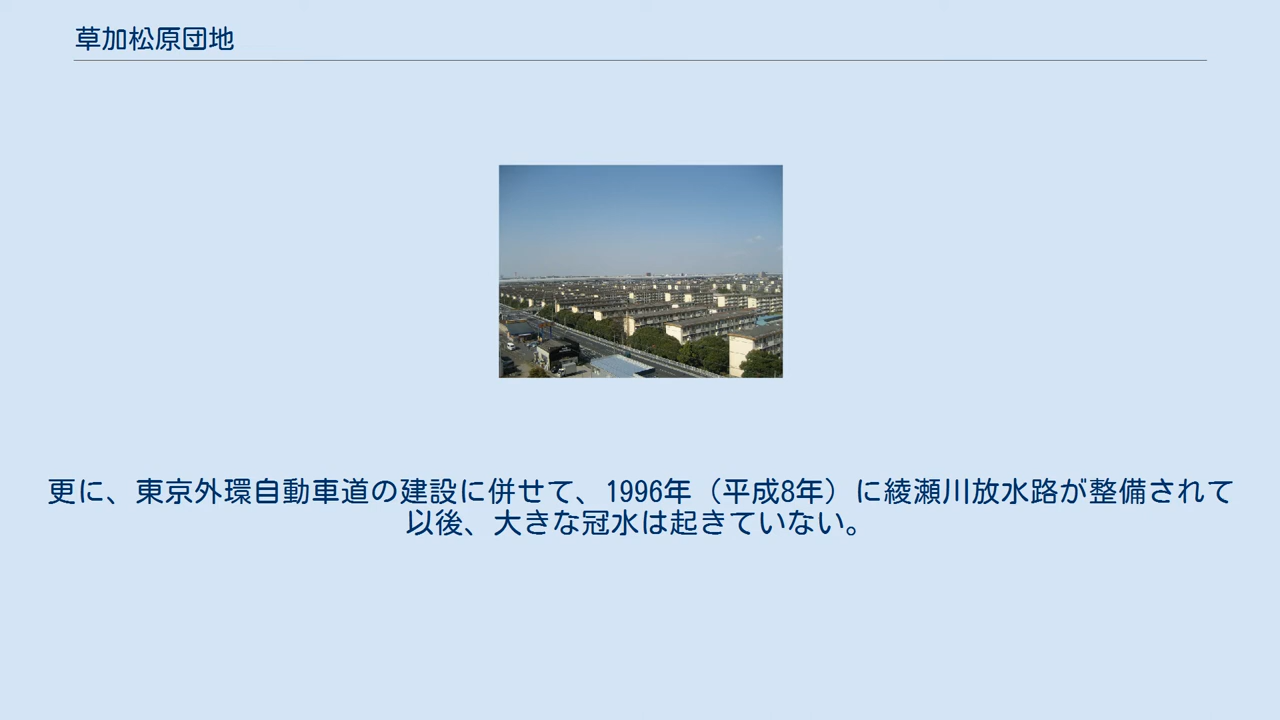 草加松原団地
更に、東京外環自動車道の建設に併せて、1996年（平成8年）に綾瀬川放水路が整備されて
以後、大きな冠水は起きていない。